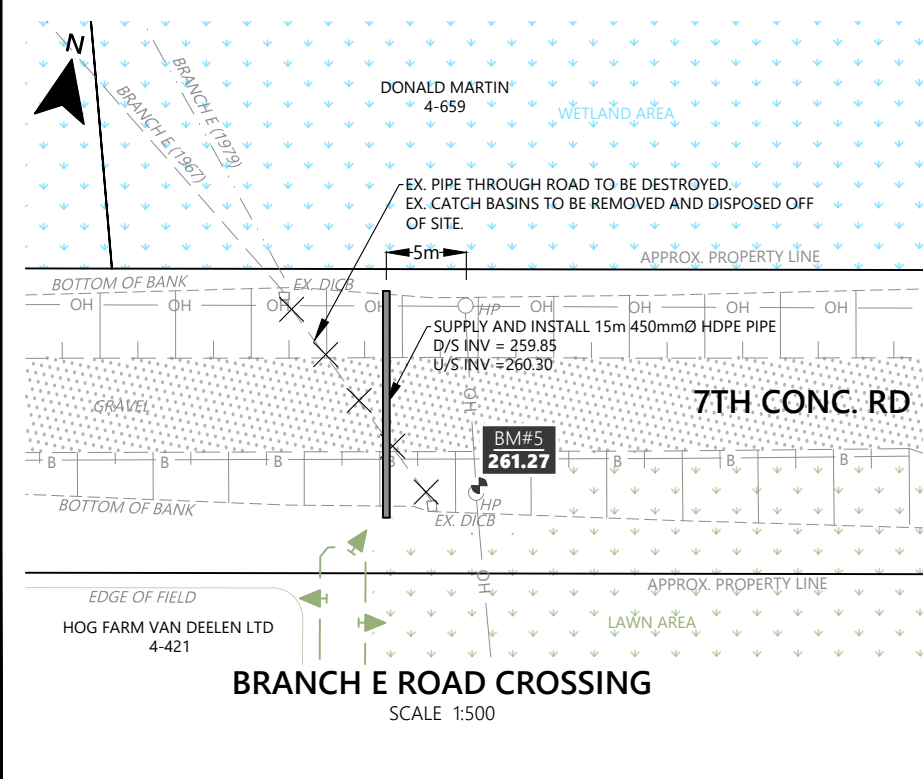 N
BRANCH E (1979)
BRANCH E (1967)
DONALD MARTIN
4-659
WETLAND AREA
EX. PIPE THROUGH ROAD TO BE DESTROYED.
EX. CATCH BASINS TO BE REMOVED AND DISPOSED OFF
OF SITE.
5m
APPROX. PROPERTY LINE
BOTTOM OF BANK
EX. DICB
OH
OH
OH
OH
OH
OH
OH
OH
HP
SUPPLY AND INSTALL 15m 450mmØ HDPE PIPE
D/S INV = 259.85
U/S INV =260.30
GRAVEL
OH
7TH CONC. RD
BM#5
261.27
B
B
B
B
B
B
B
BOTTOM OF BANK
HP
EX. DICB
OH
APPROX. PROPERTY LINE
EDGE OF FIELD
LAWN AREA
HOG FARM VAN DEELEN LTD
4-421
BRANCH E ROAD CROSSING
SCALE 1:500